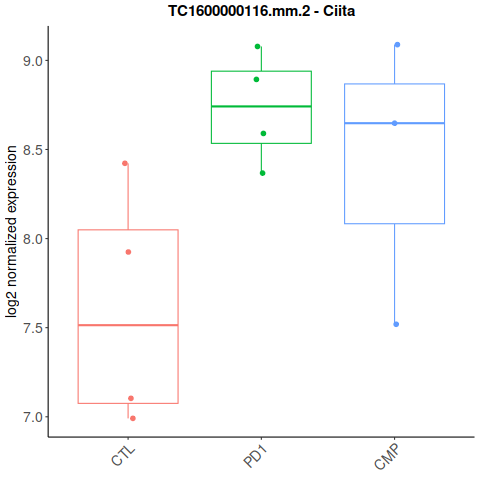 TC1600000116.mm.2 - Ciita
log2 normalized expression
9.0
8.5
8.0
7.5
7.0
CTL
PD1
CMP